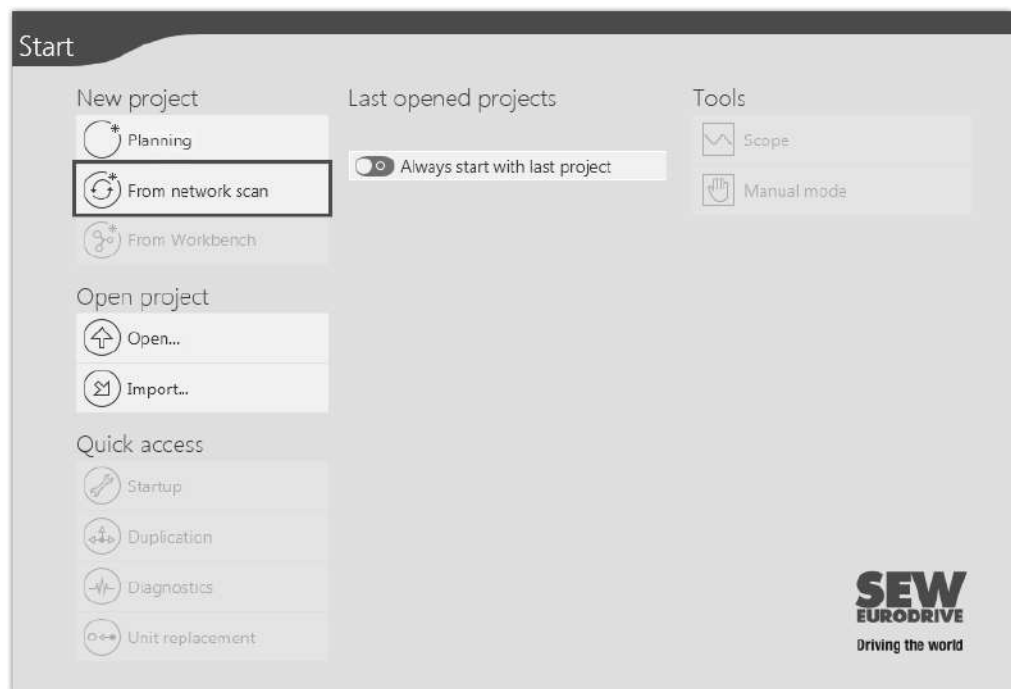 Start
New project
Planning
From network scan
From Workbench
Open project
Open...
Import...
Quick access
Startup
Duplication
Diagnostics
Unit replacement
Last opened projects
Always start with last project
Tools
Scope
Manual mode
SEW
EURODRIVE
Driving the world